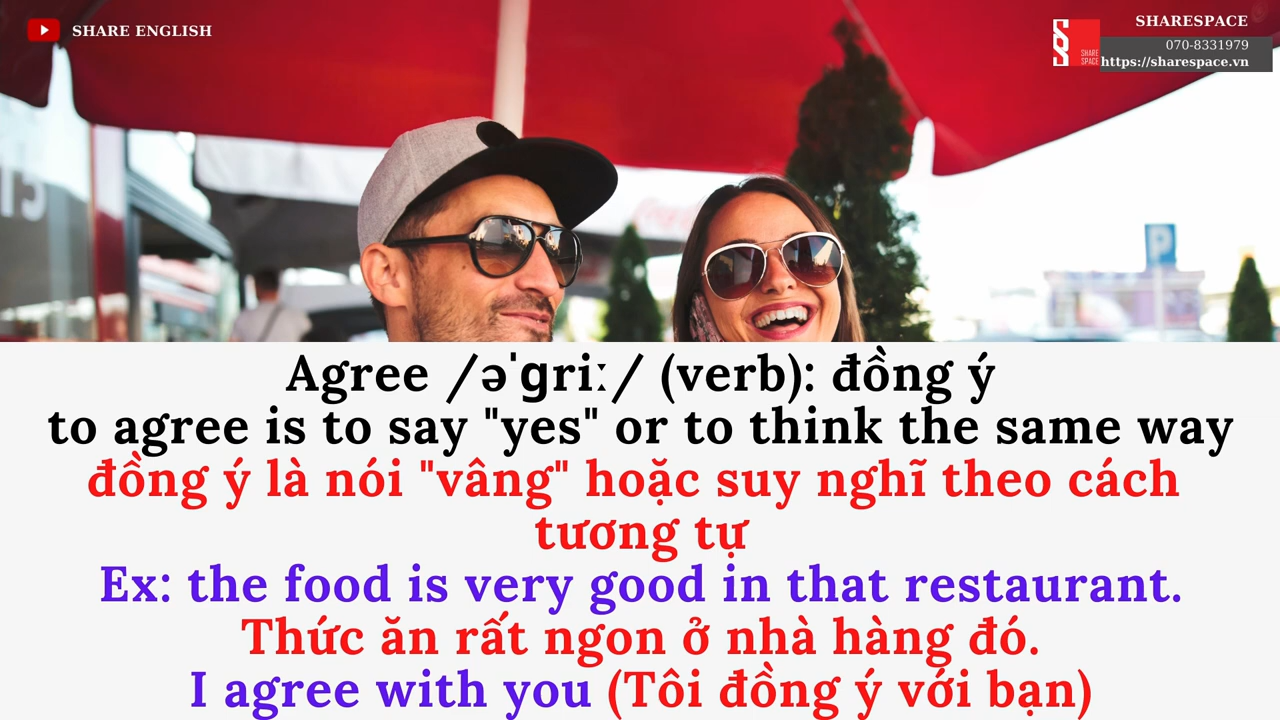 SHARE ENGLISH
SHARESPACE
070-8331979
https://sharespace.vn
SHARE
SPACE
P
Agree /əˈɡriː/ (verb): đồng ý
to agree is to say "yes" or to think the same way
đồng ý là nói "vâng" hoặc suy nghĩ theo cách
tương tự
Ex: the food is very good in that restaurant.
Thức ăn rất ngon ở nhà hàng đó.
I agree with you (Tôi đồng ý với bạn)